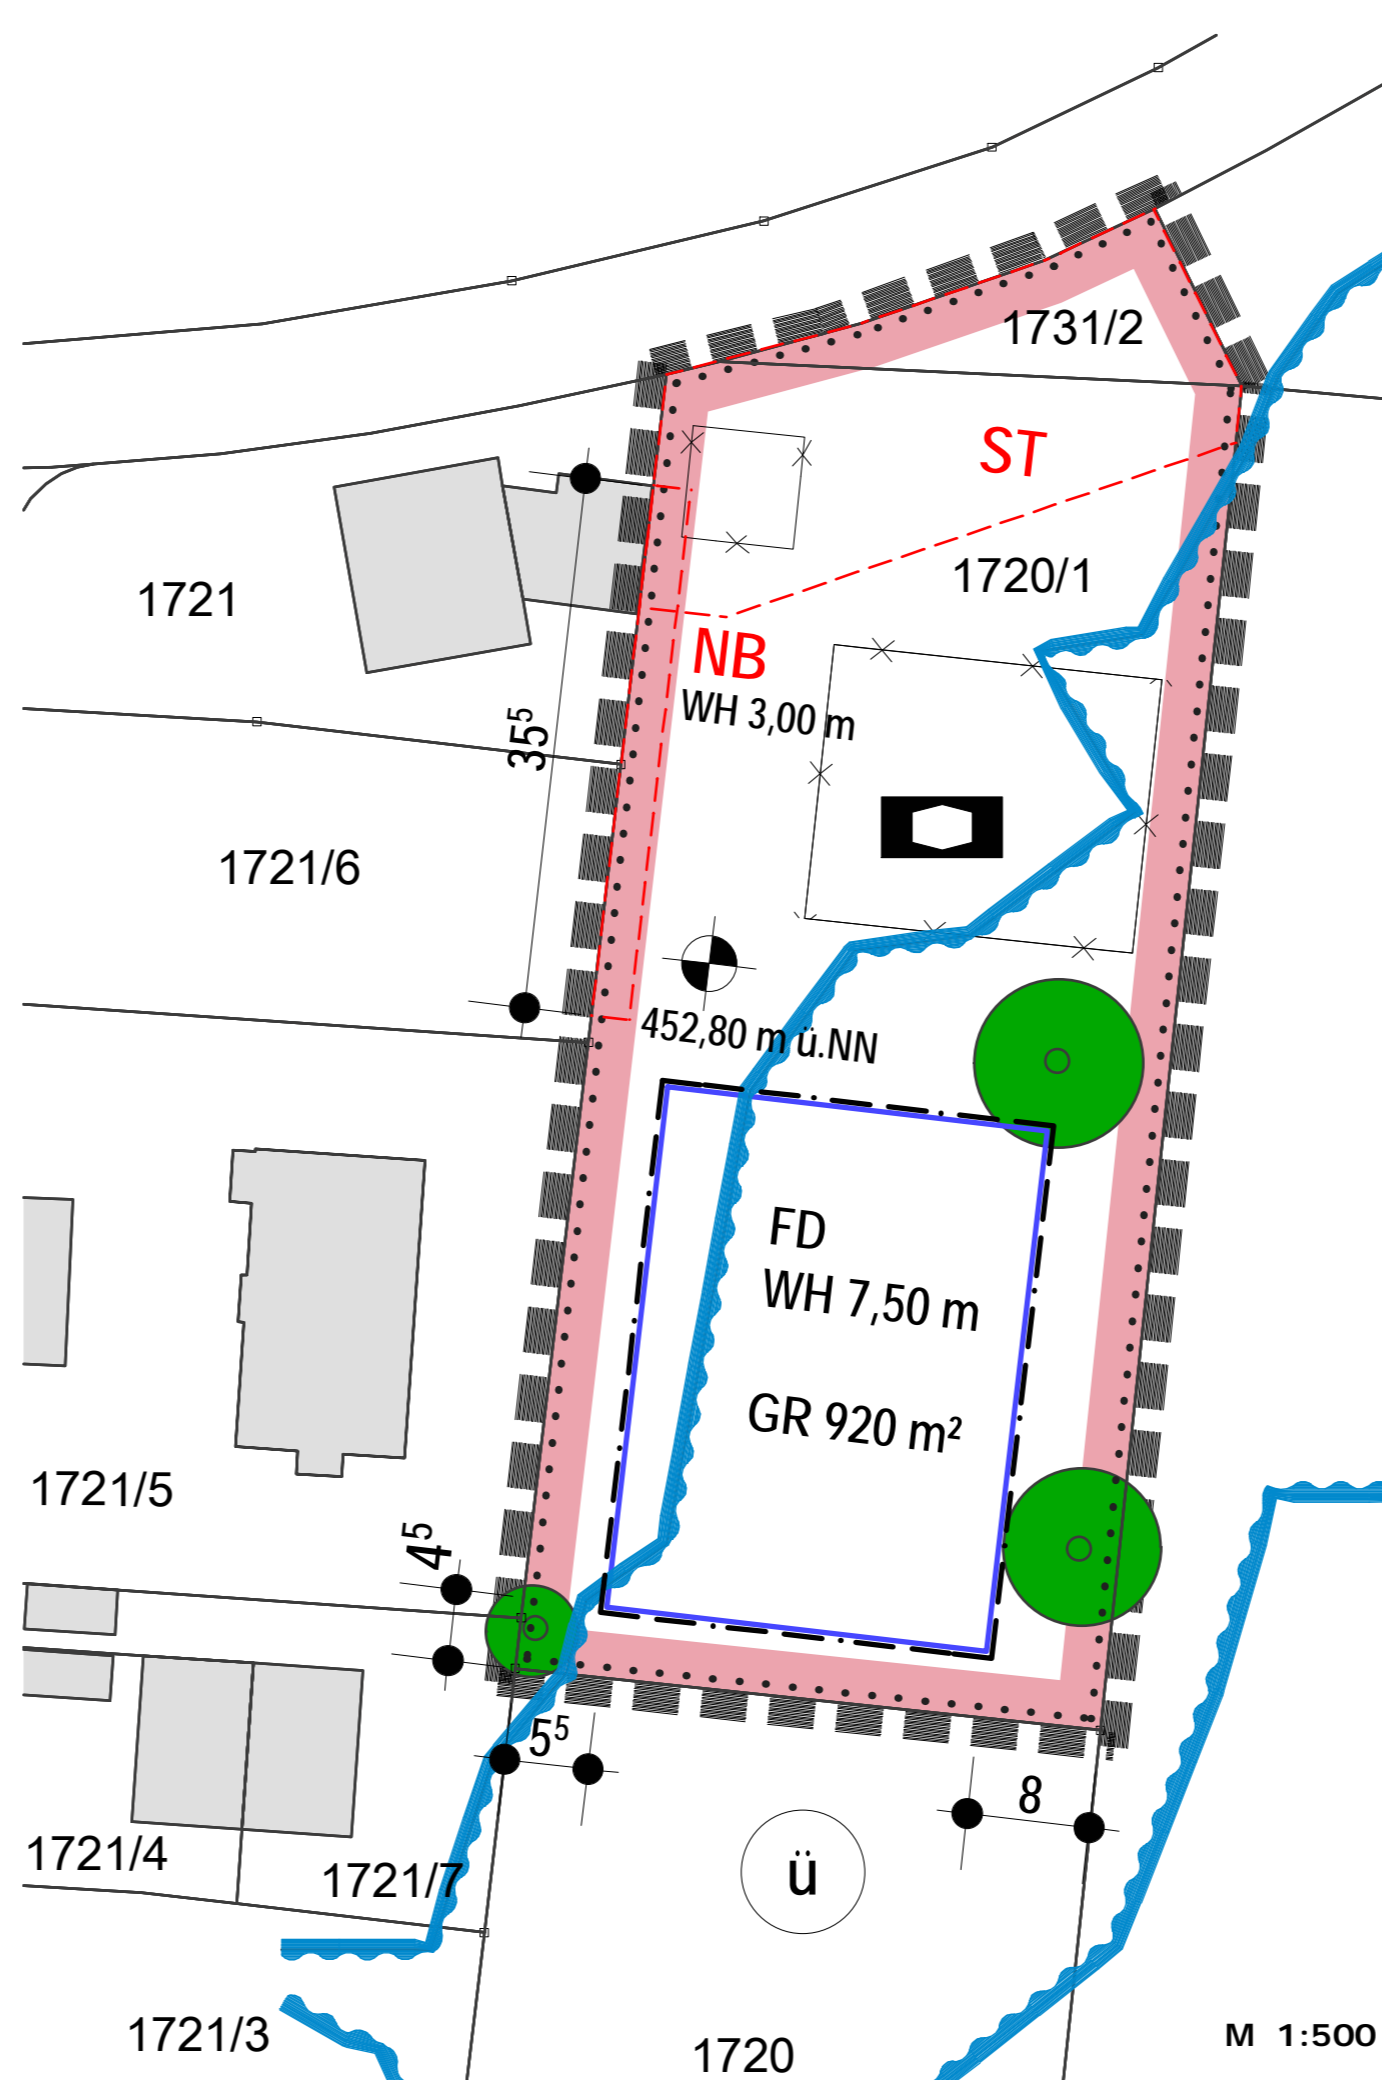 1731/2
ST
1720/1
1721
NB
WH 3,00 m
35⁵
1721/6
452,80 m ü.NN
FD
WH 7,50 m
GR 920 m²
1721/5
4⁵
5⁵
8
1721/4
1721/7
ü
1721/3
1720
M 1:500